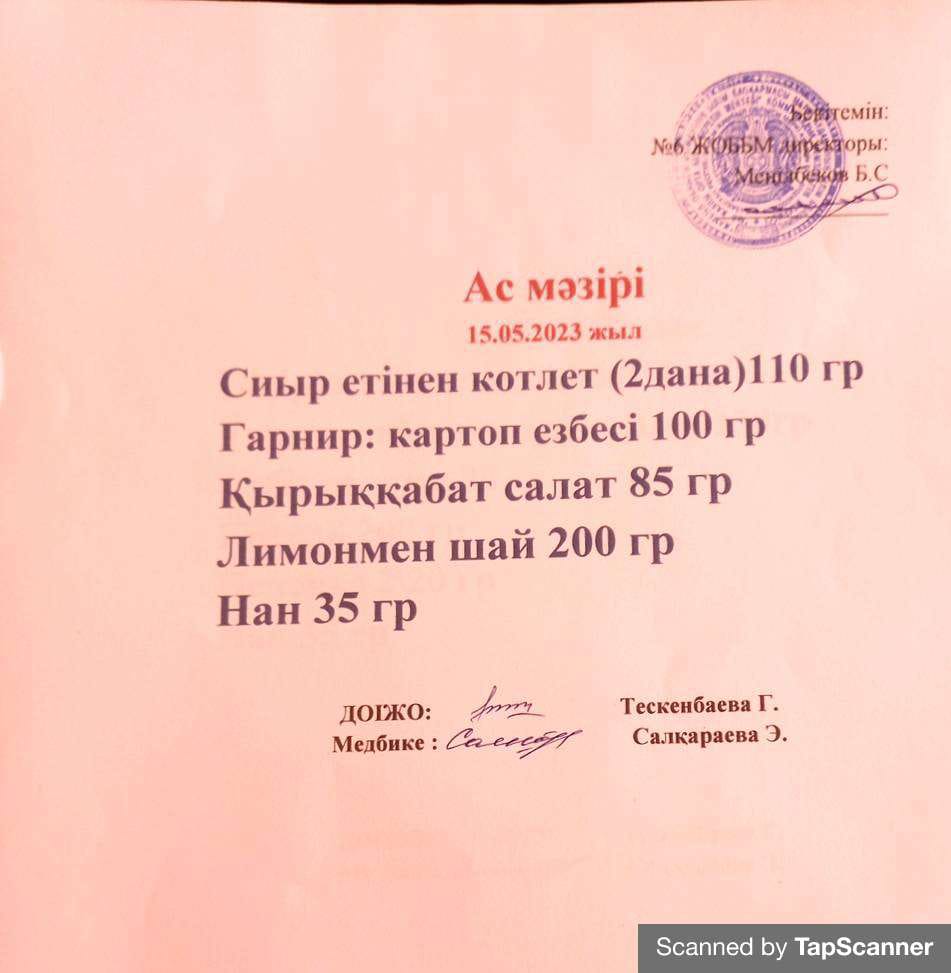 Бекітемін:
№6 ЖОББМ директоры:
Б.С
Ас мәзірі
15.05.2023 жыл
Сиыр етінен котлет (2дана)110 гр
Гарнир: картоп езбесі 100 гр
Қырыққабат салат 85 гр
Лимонмен шай 200 гр
Нан 35 гр
ДОІЖО: Тескенбаева Г.
Медбике : Салқараева Э.
Scanned by TapScanner